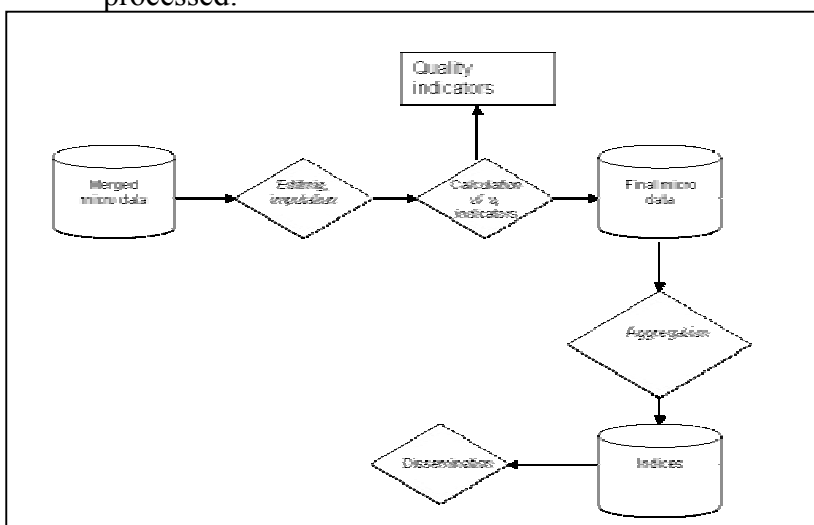 processed.
Quality
indicators
Merged
micro data
Editing,
imputation
Calculation
of q.
indicators
Final micro
data
Aggregation
Dissemination
Indices